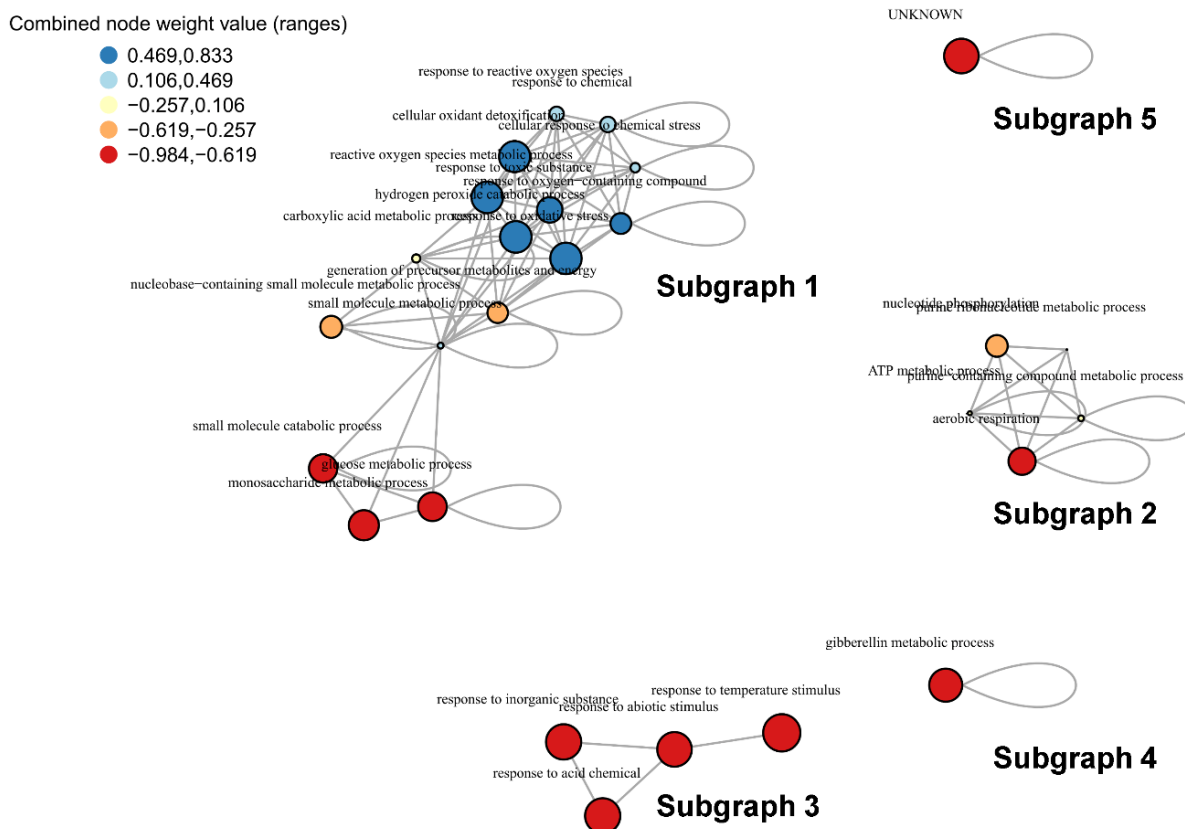 Combined node weight value (ranges)
0.469,0.833
0.106,0.469
−0.257,0.106
−0.619,−0.257
−0.984,−0.619
UNKNOWN
Subgraph 5
response to reactive oxygen species
response to chemical
cellular oxidant detoxification
cellular response to chemical stress
reactive oxygen species metabolic process
response to toxic substance
response to oxygen−containing compound
hydrogen peroxide catabolic process
carboxylic acid metabolic process
response to oxidative stress
generation of precursor metabolites and energy
nucleobase−containing small molecule metabolic process
small molecule metabolic process
Subgraph 1
small molecule catabolic process
glucose metabolic process
monosaccharide metabolic process
nucleotide phosphorylation
purine ribonucleotide metabolic process
ATP metabolic process
purine−containing compound metabolic process
aerobic respiration
Subgraph 2
gibberellin metabolic process
Subgraph 4
response to temperature stimulus
response to inorganic substance
response to abiotic stimulus
response to acid chemical
Subgraph 3